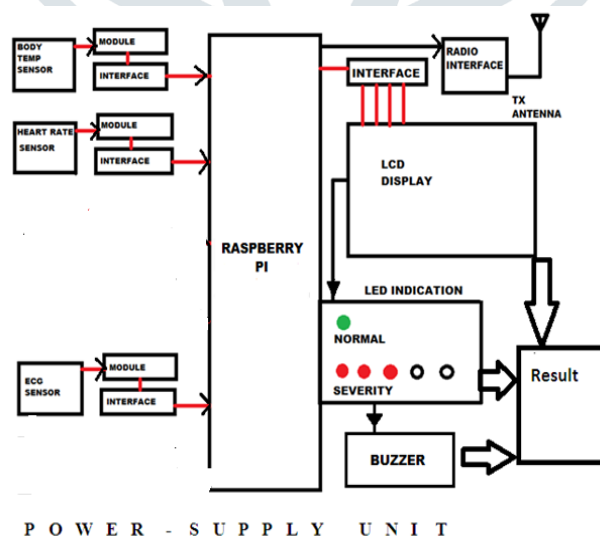 BODY
TEMP
SENSOR
MODULE
INTERFACE
HEART RATE
SENSOR
MODULE
INTERFACE
ECG
SENSOR
MODULE
INTERFACE
RASPBERRY
PI
INTERFACE
RADIO
INTERFACE
TX
ANTENNA
LCD
DISPLAY
LED INDICATION
NORMAL
SEVERITY
BUZZER
Result
POWER - SUPPLY UNIT